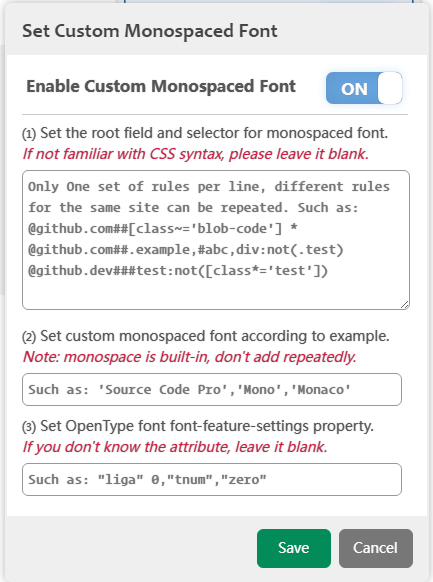 Set Custom Monospaced Font
Enable Custom Monospaced Font
ON
(1) Set the root field and selector for monospaced font.
If not familiar with CSS syntax, please leave it blank.
Only One set of rules per line, different rules
for the same site can be repeated. Such as:
@github.com##[class~='blob-code'] *
@github.com##.example,#abc,div:not(.test)
@github.dev###test:not([class*='test'])
(2) Set custom monospaced font according to example.
Note: monospace is built-in, don't add repeatedly.
Such as: 'Source Code Pro','Mono','Monaco'
(3) Set OpenType font font-feature-settings property.
If you don't know the attribute, leave it blank.
Such as: "liga" 0,"tnum","zero"
Save
Cancel